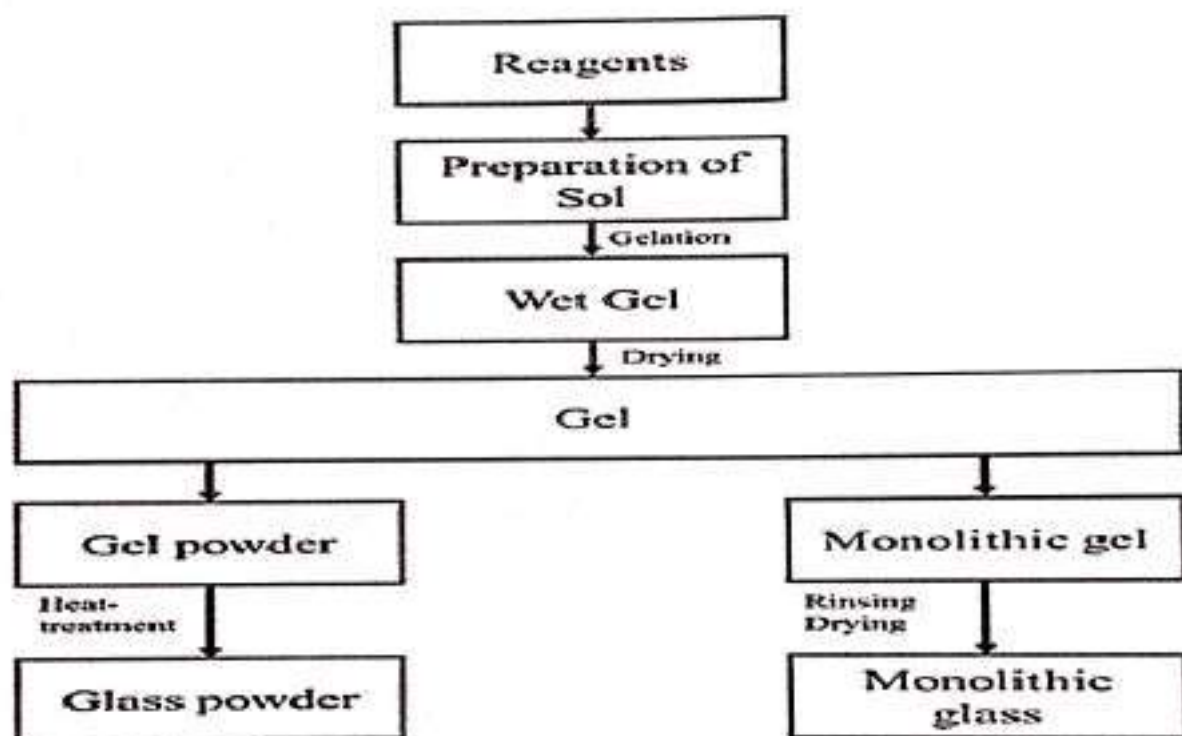 Reagents
Preparation of
Sol
Gelation
Wet Gel
Drying
Gel
Gel powder
Monolithic gel
Heat-
treatment
Rinsing
Drying
Glass powder
Monolithic
glass